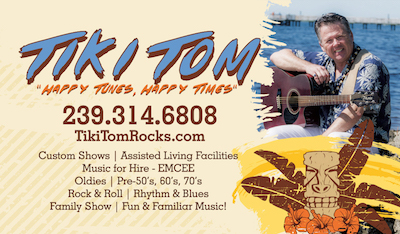 TIKI TOM
"HAPPY TUNES, HAPPY TIMES"
239.314.6808
TikiTomRocks.com
Custom Shows | Assisted Living Facilities
Music for Hire - EMCEE
Oldies | Pre-50's, 60's, 70's
Rock & Roll | Rhythm & Blues
Family Show | Fun & Familiar Music!